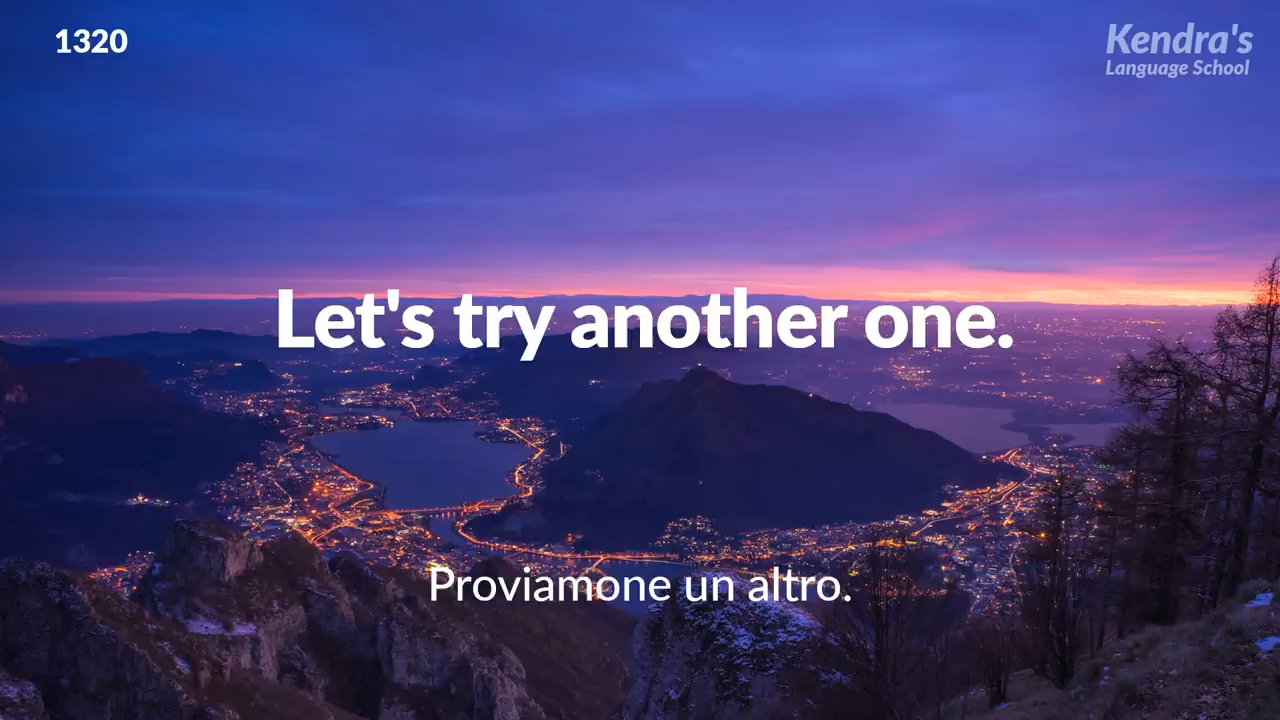 1320
Kendra's
Language School
Let's try another one.
Proviamone un altro.